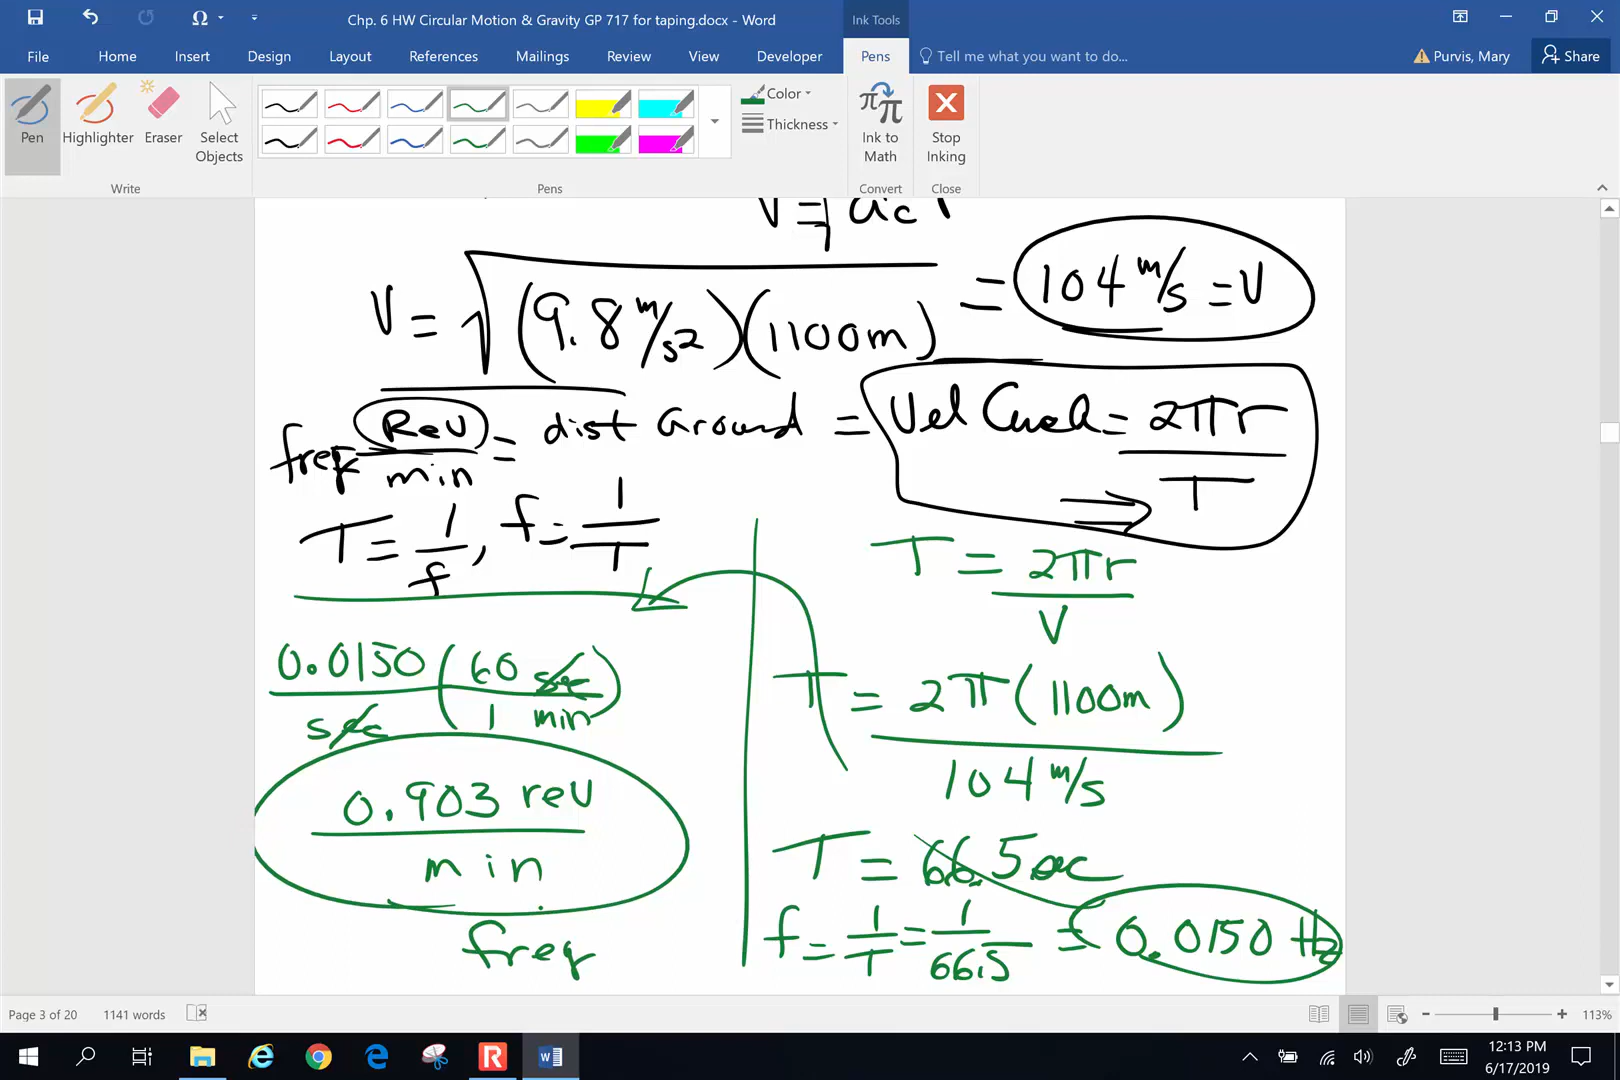 Chp. 6 HW Circular Motion & Gravity GP 717 for taping.docx - Word
Ink Tools
File Home Insert Design Layout References Mailings Review View Developer Pens Tell me what you want to do... Purvis, Mary Share
Pen
Highlighter
Eraser
Select Objects
Color
Thickness
Ink to Math
Stop Inking
Write Pens Convert Close
V = √ac r
V = √(9.8 m/s2)(1100m) = 104 m/s = V
freq Rev/min = dist around = Vel Circle = 2πr/T
T = 1/f, f = 1/T
T = 2πr/V
0.0150/sec (60 sec/1 min)
T = 2π(1100m)/104 m/s
0.903 rev/min
T = 66.5 sec
freq
f = 1/T = 1/66.5 = 0.0150 Hz
Page 3 of 20 1141 words 113%
12:13 PM
6/17/2019